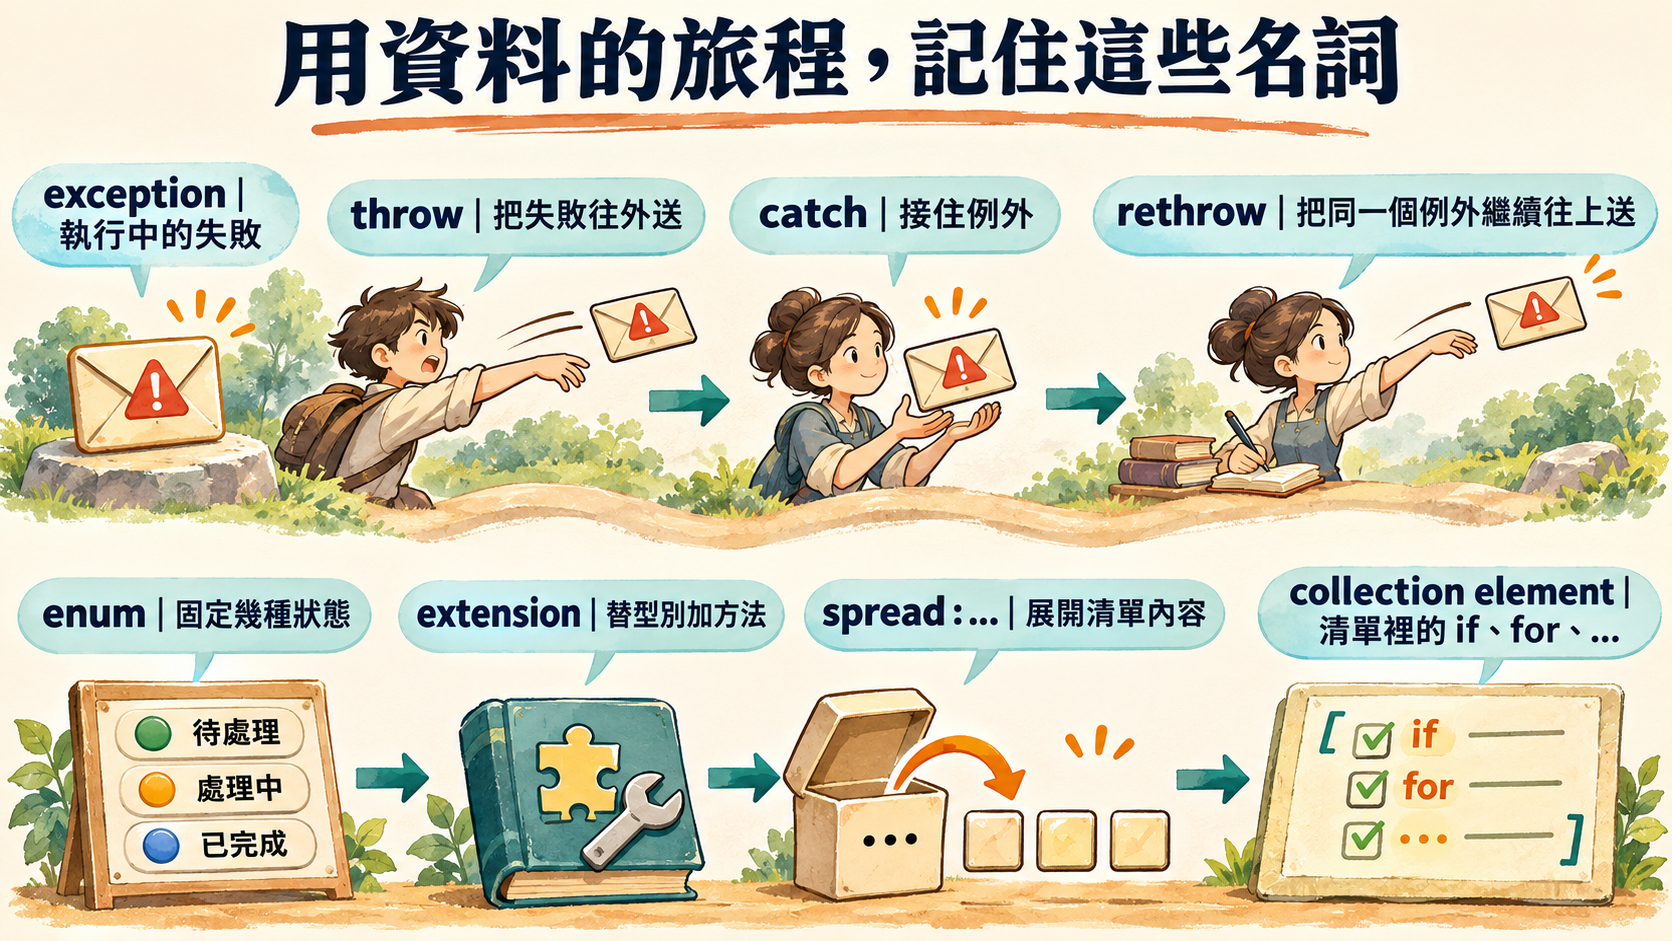 用資料的旅程，記住這些名詞
exception｜
執行中的失敗
throw｜把失敗往外送
catch｜接住例外
rethrow｜把同一個例外繼續往上送
enum｜固定幾種狀態
extension｜替型別加方法
spread：...｜展開清單內容
collection element｜
清單裡的 if、for、...
待處理
處理中
已完成
...
[ if
for
... ]